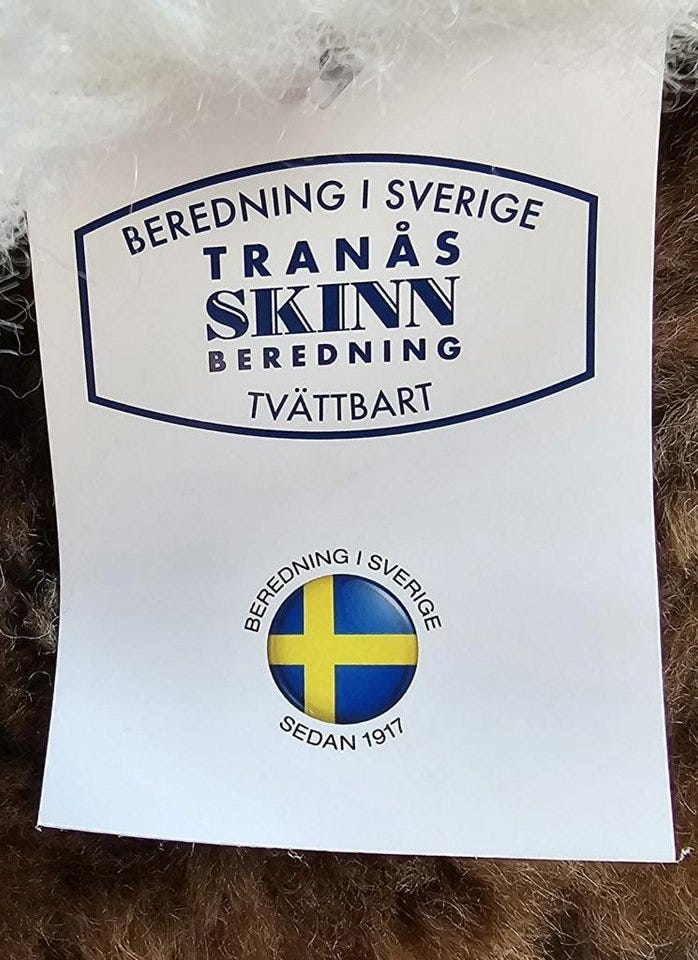 BEREDNING I SVERIGE
TRANÅS
SKINN
BEREDNING
TVÄTTBART
BEREDNING I SVERIGE
SEDAN 1917